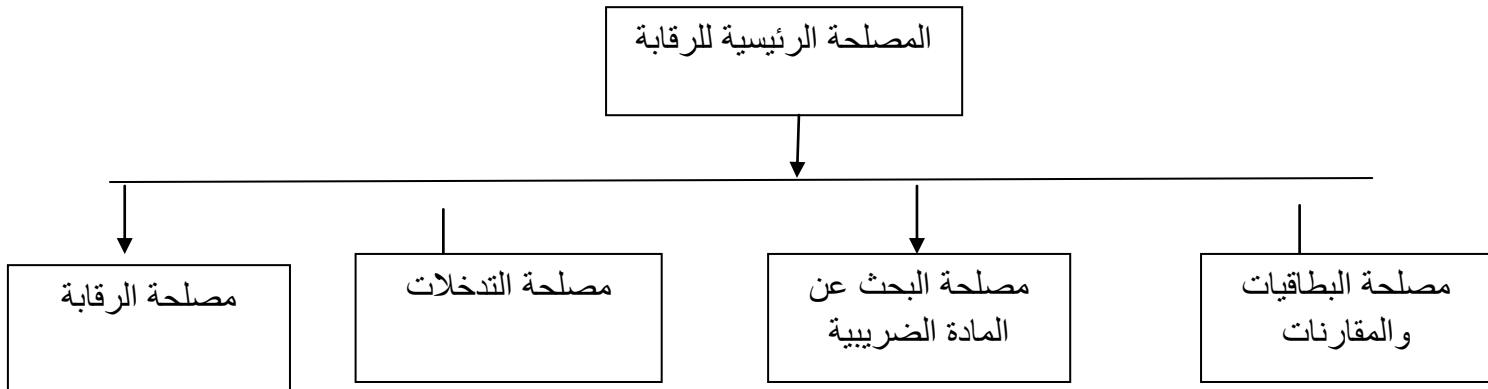 المصلحة الرئيسية للرقابة
مصلحة البطاقيات
والمقارنات
مصلحة البحث عن
المادة الضريبية
مصلحة التدخلات
مصلحة الرقابة